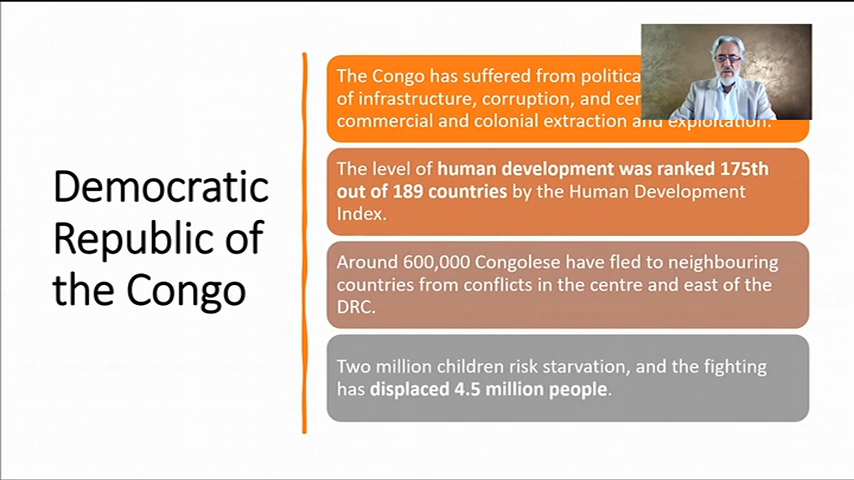 Democratic
Republic of
the Congo
The Congo has suffered from
of infrastructure, corruption, and
commercial and colonial extraction and exploitation.
The level of human development was ranked 175th
out of 189 countries by the Human Development
Index.
Around 600,000 Congolese have fled to neighbouring
countries from conflicts in the centre and east of the
DRC.
Two million children risk starvation, and the fighting
has displaced 4.5 million people.